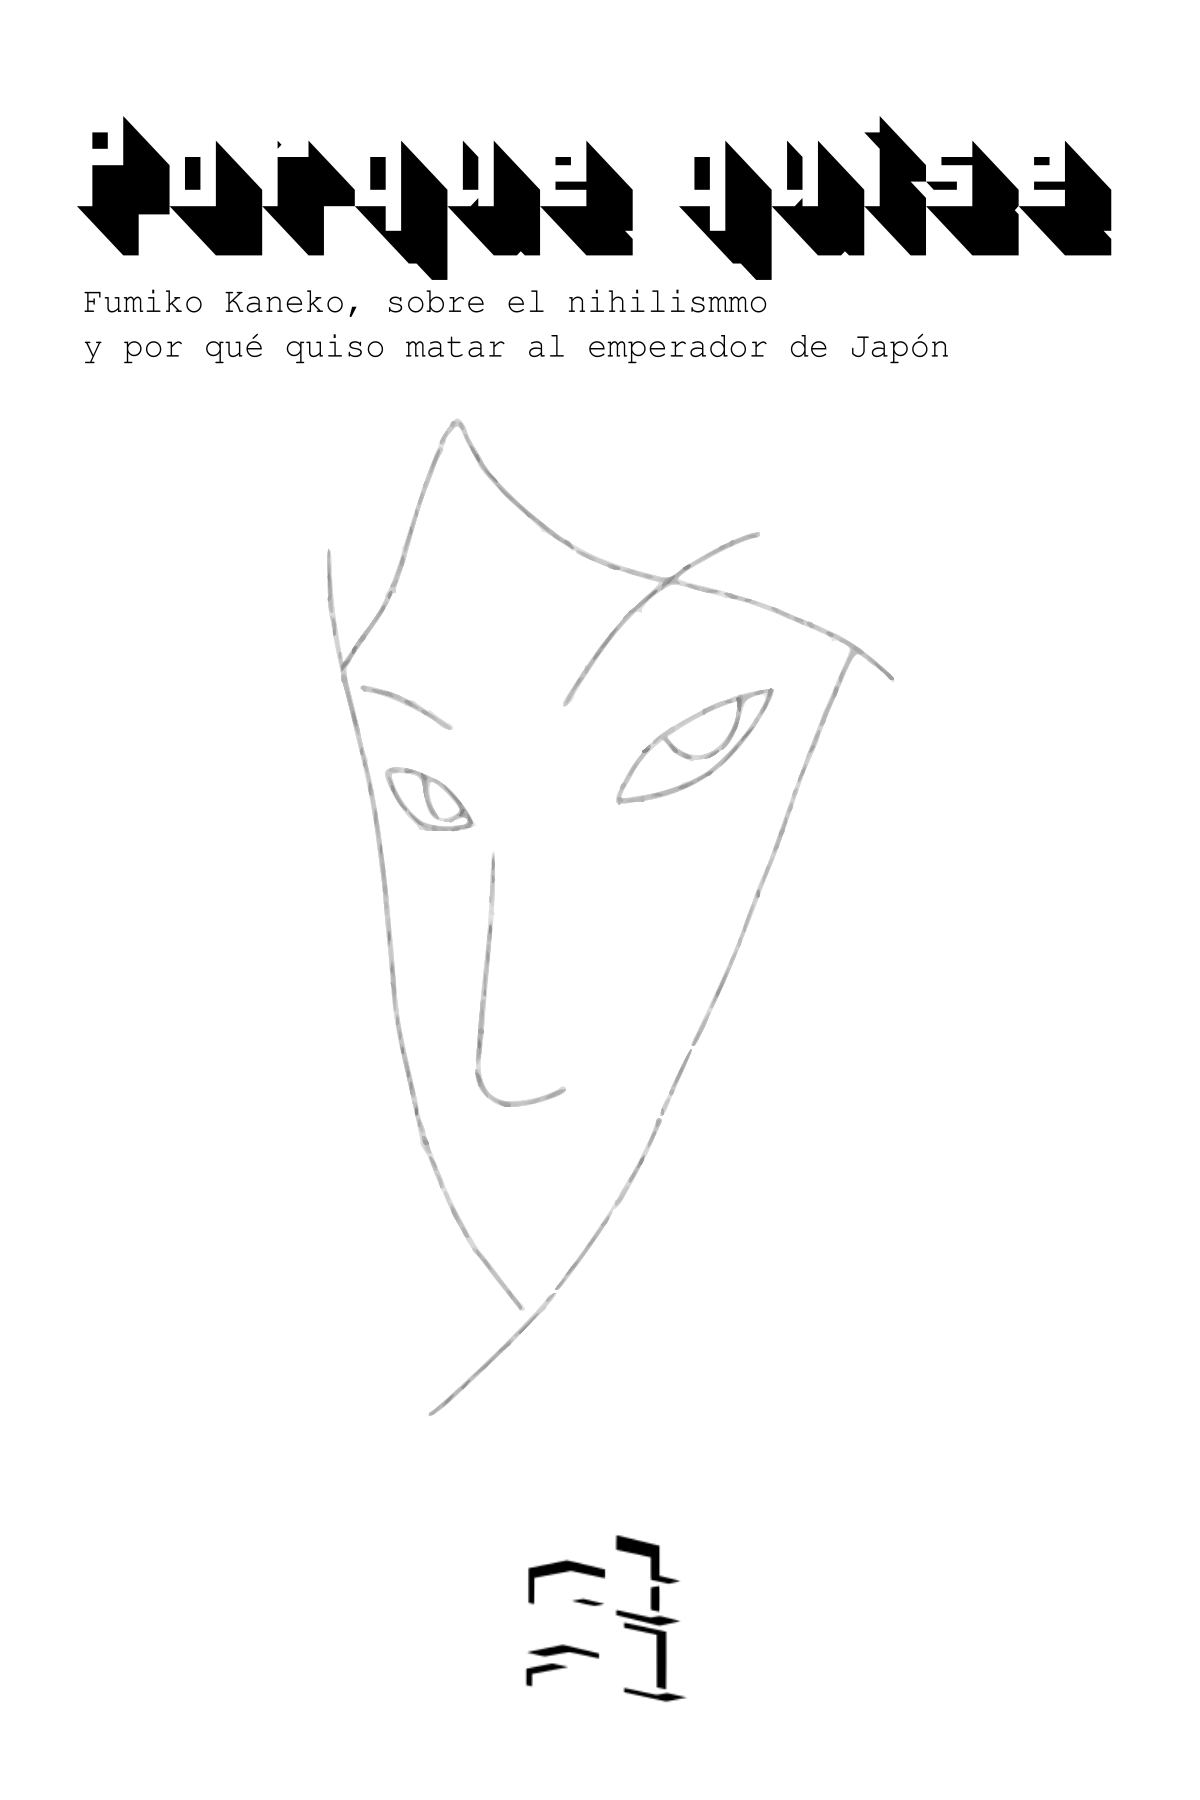 Porque quise
Fumiko Kaneko, sobre el nihilismmo
y por qué quiso matar al emperador de Japón